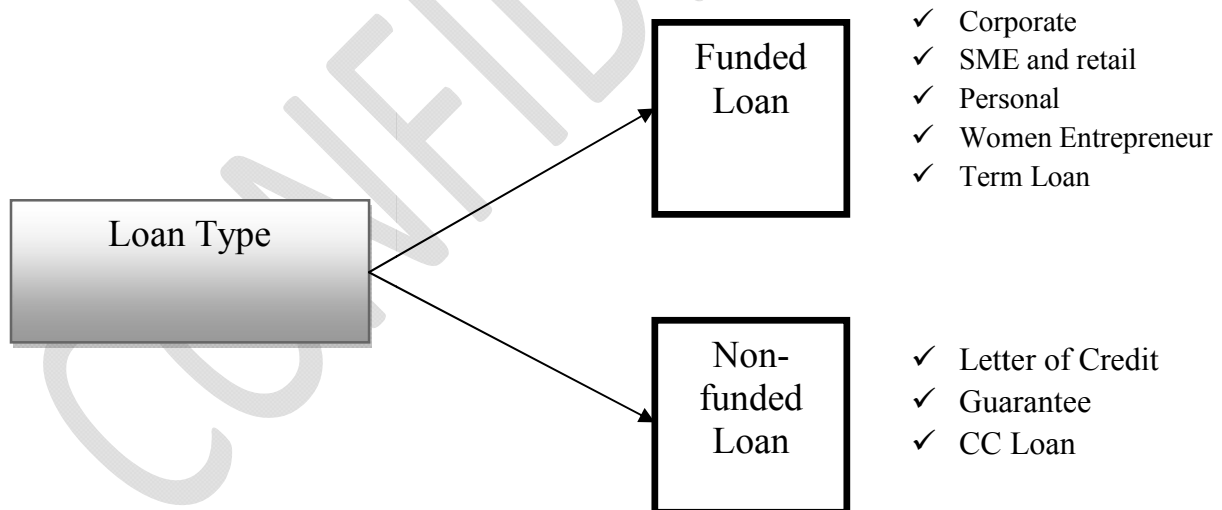 Loan Type
Funded
Loan
✓ Corporate
✓ SME and retail
✓ Personal
✓ Women Entrepreneur
✓ Term Loan
Non-
funded
Loan
✓ Letter of Credit
✓ Guarantee
✓ CC Loan